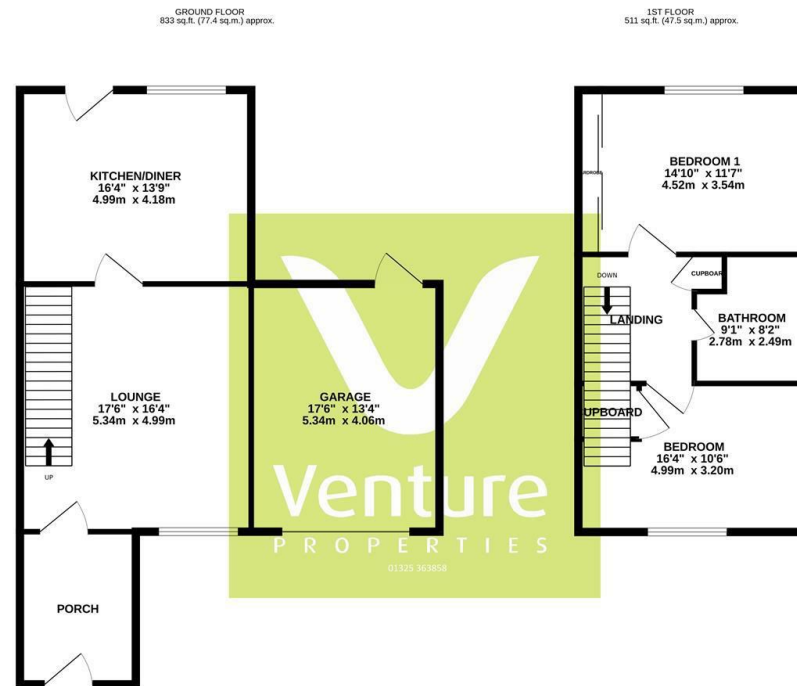 GROUND FLOOR
833 sq.ft. (77.4 sq.m.) approx.
1ST FLOOR
511 sq.ft. (47.5 sq.m.) approx.
KITCHEN/DINER
16'4" x 13'9"
4.99m x 4.18m
BEDROOM 1
14'10" x 11'7"
4.52m x 3.54m
DOWN
CUPBOAR
LANDING
BATHROOM
9'1" x 8'2"
2.78m x 2.49m
LOUNGE
17'6" x 16'4"
5.34m x 4.99m
GARAGE
17'6" x 13'4"
5.34m x 4.06m
UPBOARD
BEDROOM
16'4" x 10'6"
4.99m x 3.20m
UP
Venture
PROPERTIES
01325 363858
PORCH